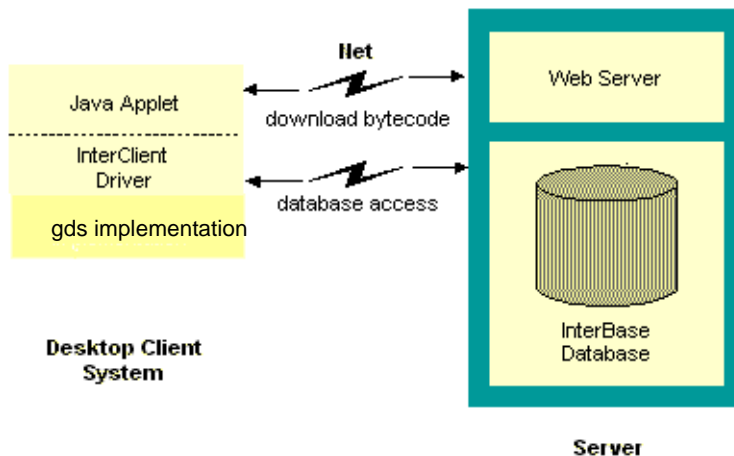 Net
Java Applet
download bytecode
Web Server
InterClient
Driver
database access
gds implementation
InterBase
Database
Desktop Client
System
Server